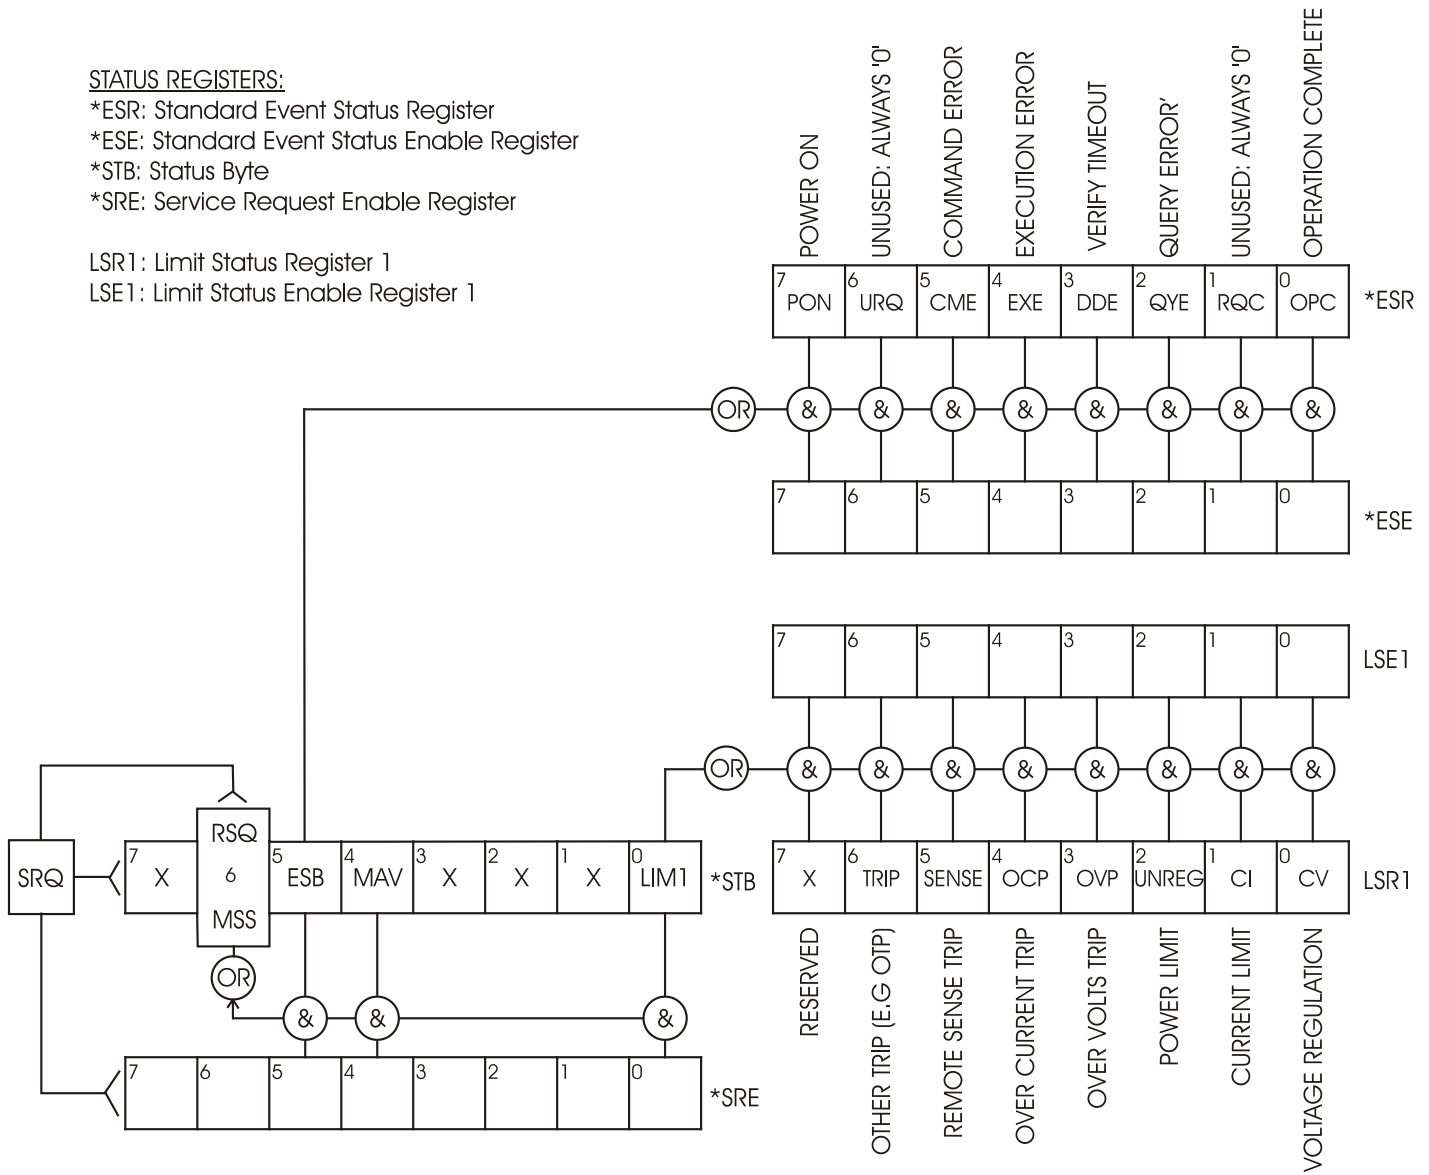 STATUS REGISTERS:
*ESR: Standard Event Status Register
*ESE: Standard Event Status Enable Register
*STB: Status Byte
*SRE: Service Request Enable Register
LSR1: Limit Status Register 1
LSE1: Limit Status Enable Register 1
POWER ON
UNUSED: ALWAYS '0'
COMMAND ERROR
EXECUTION ERROR
VERIFY TIMEOUT
QUERY ERROR'
UNUSED: ALWAYS '0'
OPERATION COMPLETE
7 6 5 4 3 2 1 0
PON URQ CME EXE DDE QYE RQC OPC *ESR
OR & & & & & & & &
7 6 5 4 3 2 1 0 *ESE
7 6 5 4 3 2 1 0 LSE1
OR & & & & & & & &
SRQ
RSQ
6
MSS
7 5 4 3 2 1 0
X ESB MAV X X X LIM1 *STB
7 6 5 4 3 2 1 0
X TRIP SENSE OCP OVP UNREG CI CV LSR1
OR & & &
7 6 5 4 3 2 1 0 *SRE
RESERVED
OTHER TRIP (E.G OTP)
REMOTE SENSE TRIP
OVER CURRENT TRIP
OVER VOLTS TRIP
POWER LIMIT
CURRENT LIMIT
VOLTAGE REGULATION